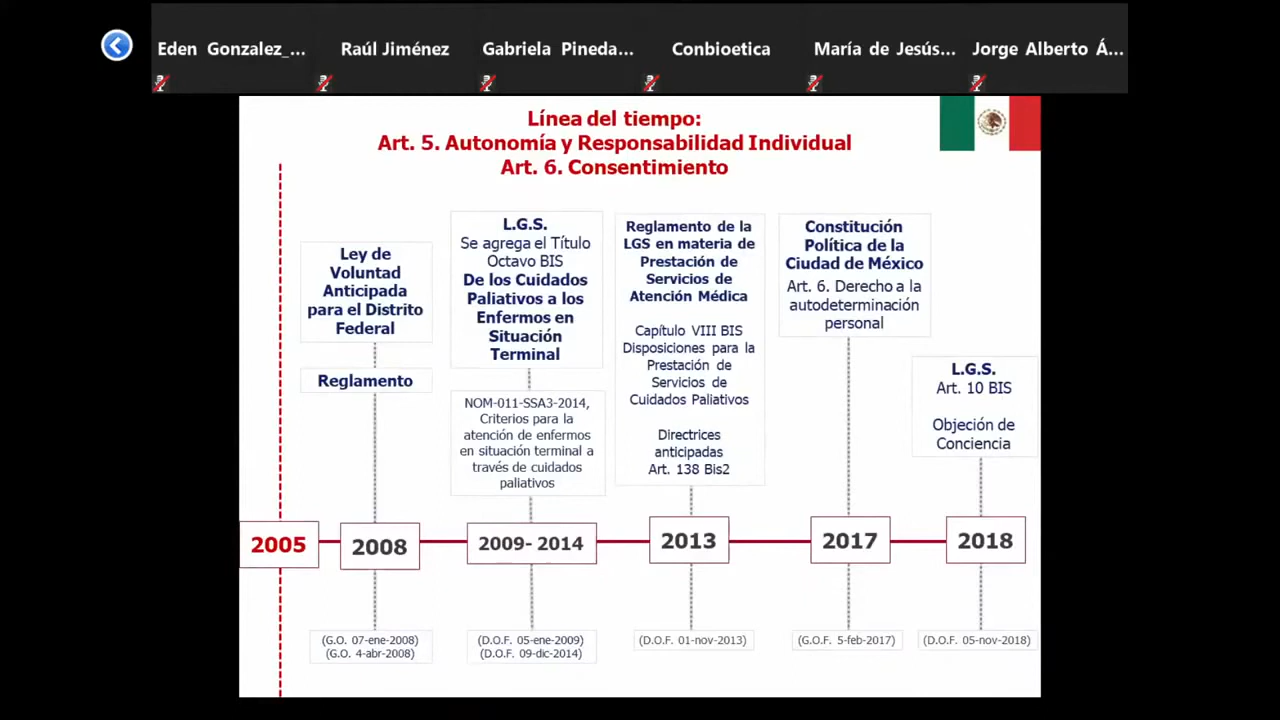 Eden Gonzalez_...
Raúl Jiménez
Gabriela Pineda...
Conbioetica
María de Jesús...
Jorge Alberto Á...
Línea del tiempo:
Art. 5. Autonomía y Responsabilidad Individual
Art. 6. Consentimiento
Ley de
Voluntad
Anticipada
para el Distrito
Federal
Reglamento
L.G.S.
Se agrega el Título
Octavo BIS
De los Cuidados
Paliativos a los
Enfermos en
Situación
Terminal
NOM-011-SSA3-2014,
Criterios para la
atención de enfermos
en situación terminal a
través de cuidados
paliativos
Reglamento de la
LGS en materia de
Prestación de
Servicios de
Atención Médica
Capítulo VIII BIS
Disposiciones para la
Prestación de
Servicios de
Cuidados Paliativos
Directrices
anticipadas
Art. 138 Bis2
Constitución
Política de la
Ciudad de México
Art. 6. Derecho a la
autodeterminación
personal
L.G.S.
Art. 10 BIS
Objeción de
Conciencia
2005
2008
2009- 2014
2013
2017
2018
(G.O. 07-ene-2008)
(G.O. 4-abr-2008)
(D.O.F. 05-ene-2009)
(D.O.F. 09-dic-2014)
(D.O.F. 01-nov-2013)
(G.O.F. 5-feb-2017)
(D.O.F. 05-nov-2018)